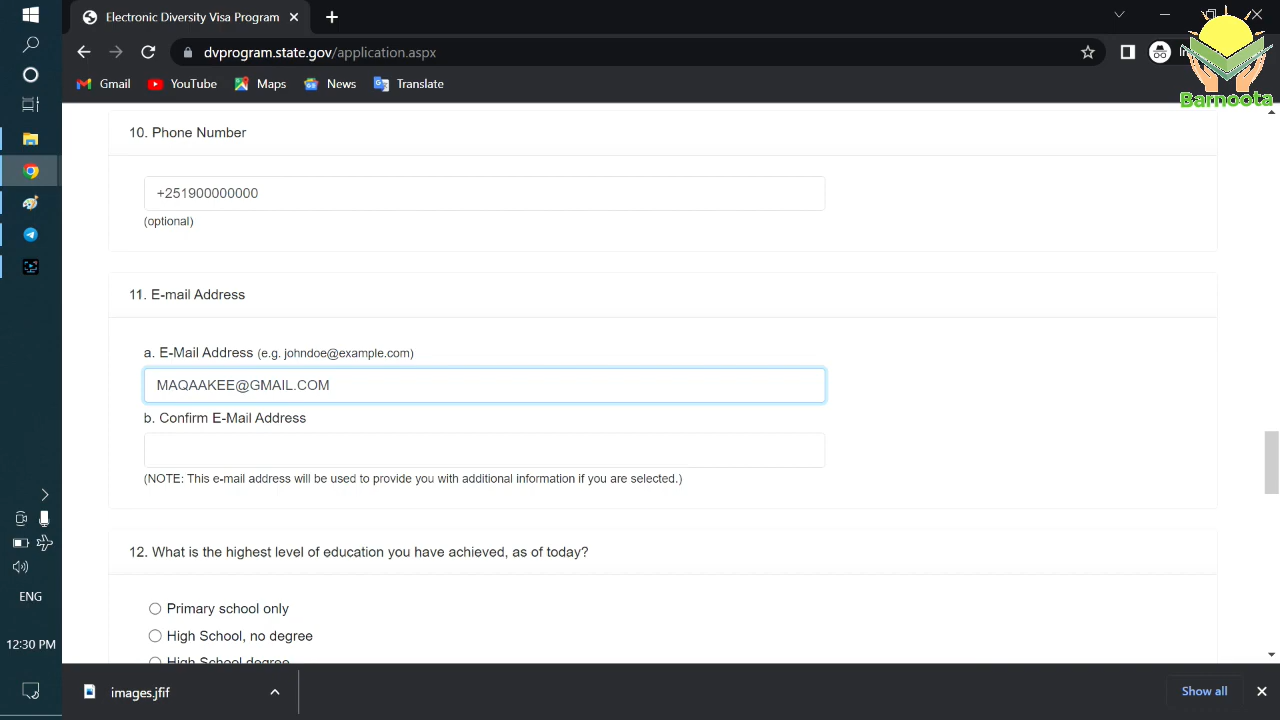 Electronic Diversity Visa Program
dvprogram.state.gov/application.aspx
Gmail
YouTube
Maps
News
Translate
Barnoota
10. Phone Number
+251900000000
(optional)
11. E-mail Address
a. E-Mail Address (e.g. johndoe@example.com)
MAQAAKEE@GMAIL.COM
b. Confirm E-Mail Address
(NOTE: This e-mail address will be used to provide you with additional information if you are selected.)
12. What is the highest level of education you have achieved, as of today?
Primary school only
High School, no degree
High School degree
ENG
12:30 PM
images.jfif
Show all